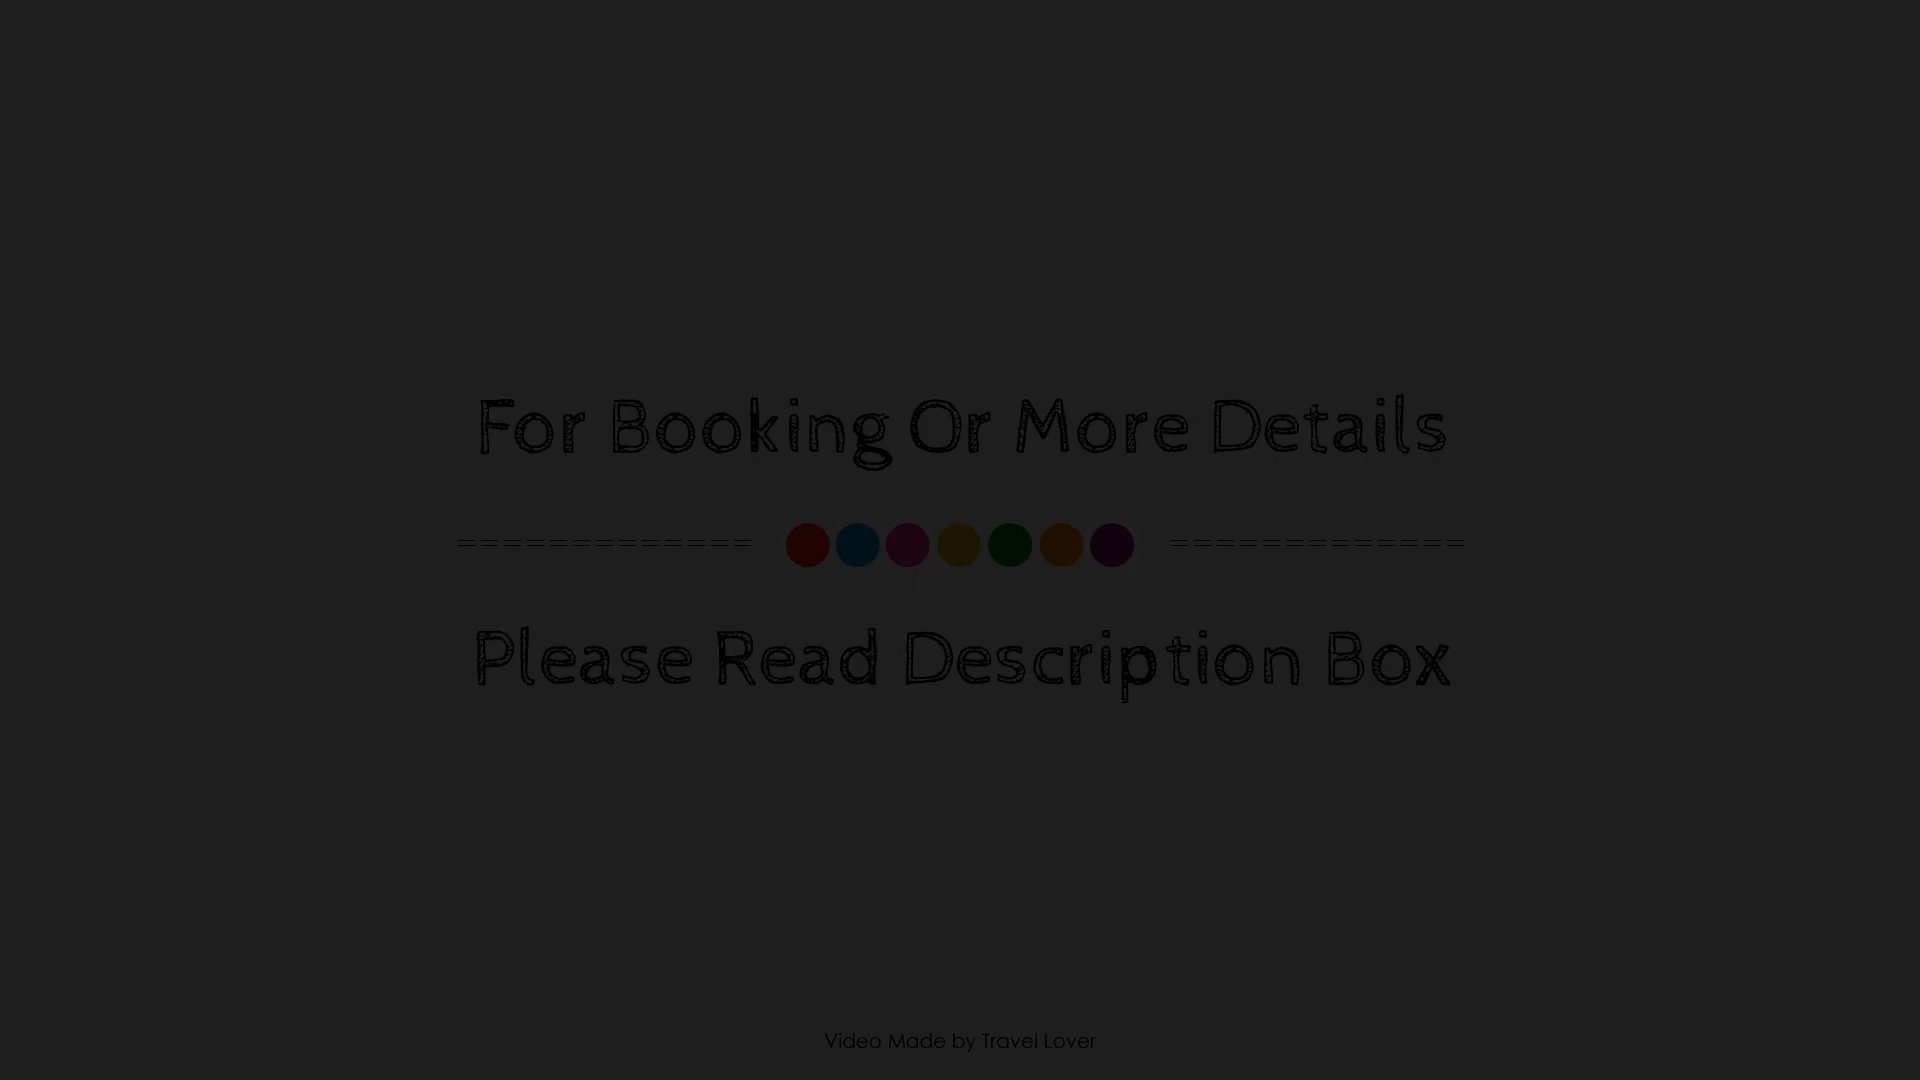 For Booking Or More Details
============= =============
Please Read Description Box
Video Made by Travel Lover